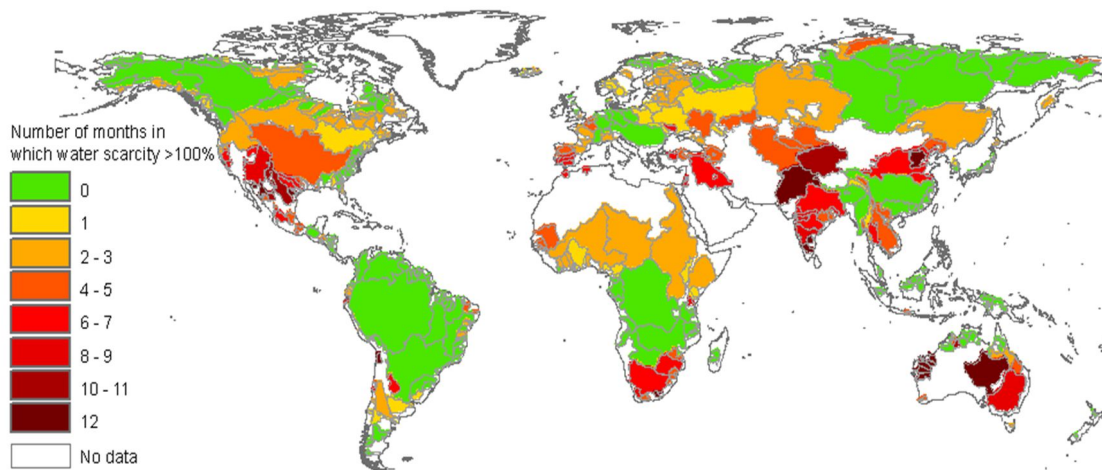 Number of months in
which water scarcity >100%
0
1
2 - 3
4 - 5
6 - 7
8 - 9
10 - 11
12
No data